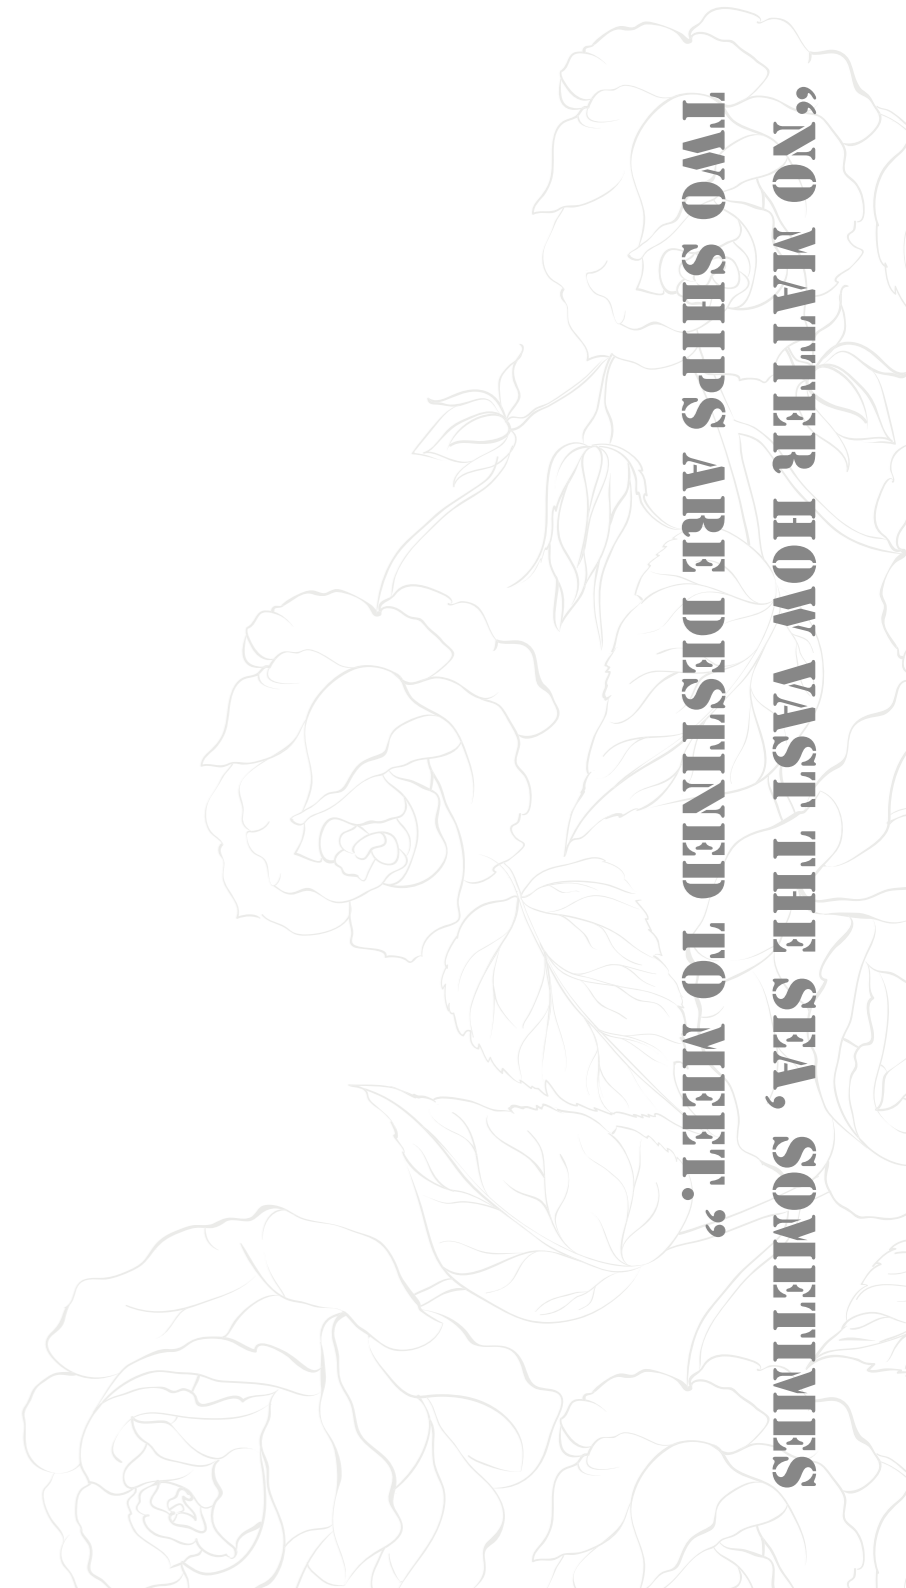 “NO MATTER HOW VAST THE SEA, SOMETIMES
TWO SHIPS ARE DESTINED TO MEET.”